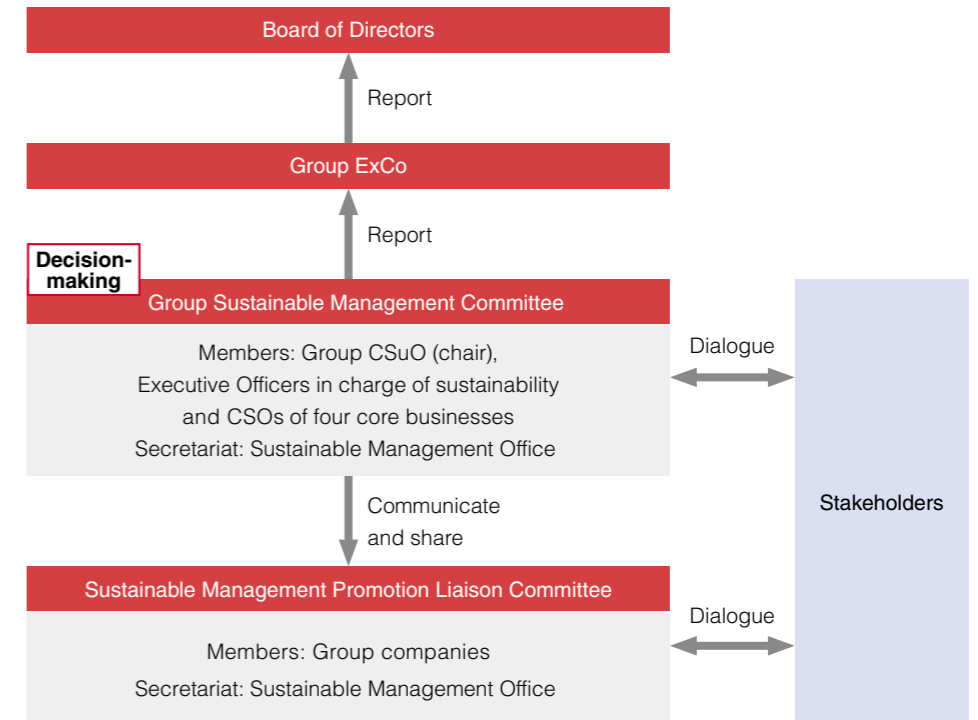 Board of Directors
Report
Group ExCo
Report
Decision-
making
Group Sustainable Management Committee
Members: Group CSuO (chair),
Executive Officers in charge of sustainability
and CSOs of four core businesses
Secretariat: Sustainable Management Office
Dialogue
Communicate
and share
Stakeholders
Sustainable Management Promotion Liaison Committee
Members: Group companies
Secretariat: Sustainable Management Office
Dialogue